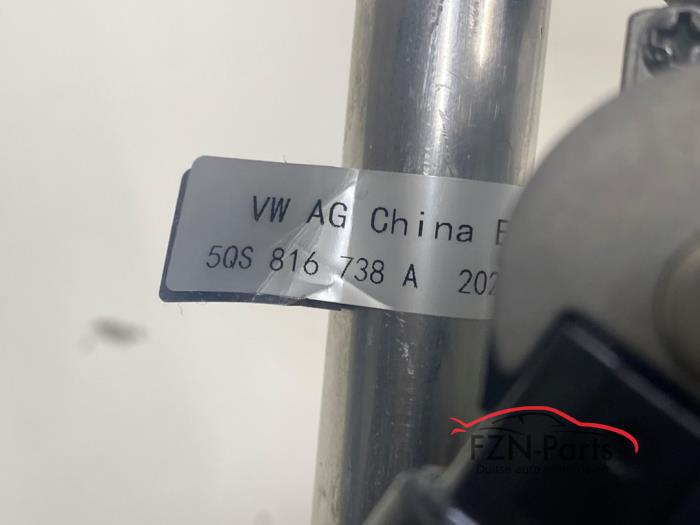 VW AG China
5QS 816 738 A 202
FZN-Parts